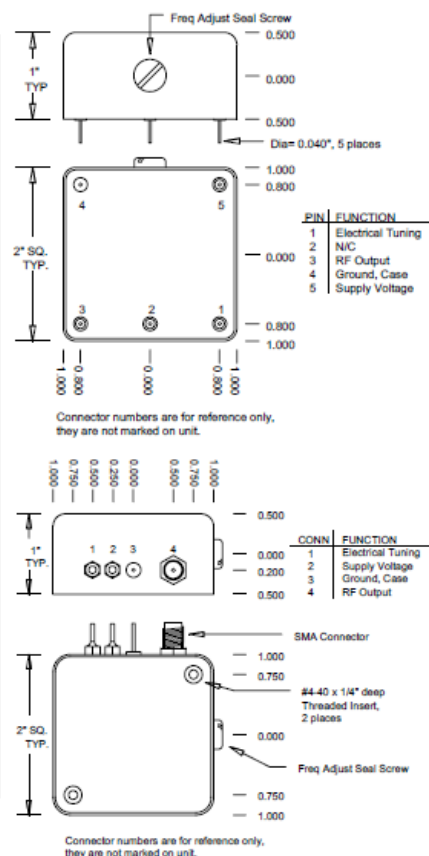 Freq Adjust Seal Screw
0.500
1"
TYP
0.000
0.500
Dia= 0.040", 5 places
1.000
0.800
4
5
PIN FUNCTION
1 Electrical Tuning
2 N/C
3 RF Output
4 Ground, Case
5 Supply Voltage
2" SQ.
TYP.
0.000
3
2
1
0.800
1.000
1.000
0.800
0.000
0.800
1.000
Connector numbers are for reference only,
they are not marked on unit.
1.000
0.750
0.500
0.250
0.000
0.500
0.750
1.000
0.500
1"
TYP.
1
2
3
4
0.000
0.200
0.500
CONN FUNCTION
1 Electrical Tuning
2 Supply Voltage
3 Ground, Case
4 RF Output
SMA Connector
1.000
0.750
#4-40 x 1/4" deep
Threaded Insert,
2 places
2" SQ.
TYP.
0.000
Freq Adjust Seal Screw
0.750
1.000
Connector numbers are for reference only,
they are not marked on unit.